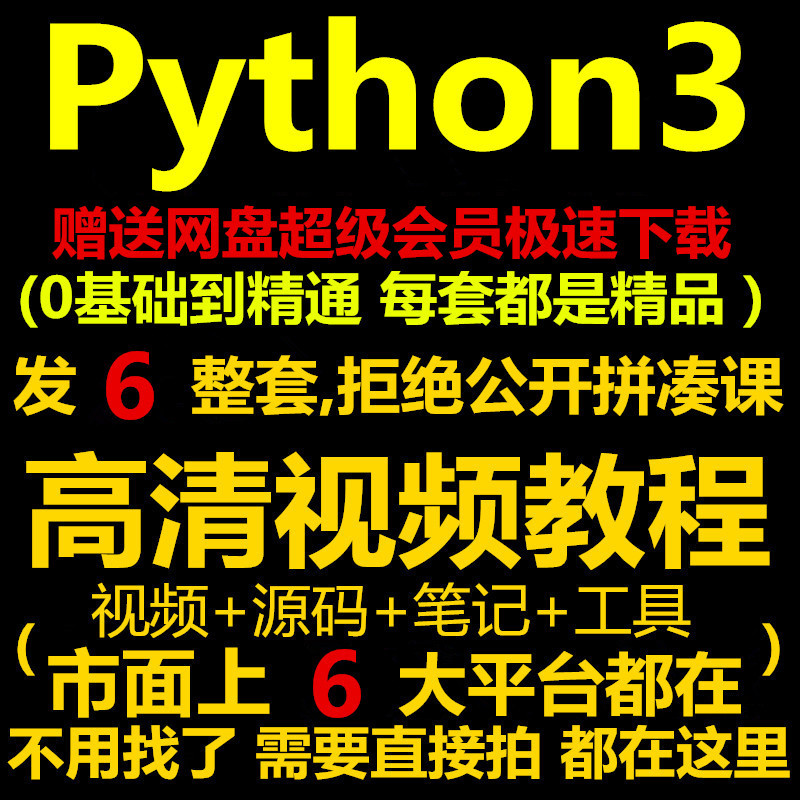 Python3
赠送网盘超级会员极速下载
(0基础到精通 每套都是精品 )
发 6 整套,拒绝公开拼凑课
高清视频教程
视频+源码+笔记+工具
( 市面上 6 大平台都在 )
不用找了 需要直接拍 都在这里